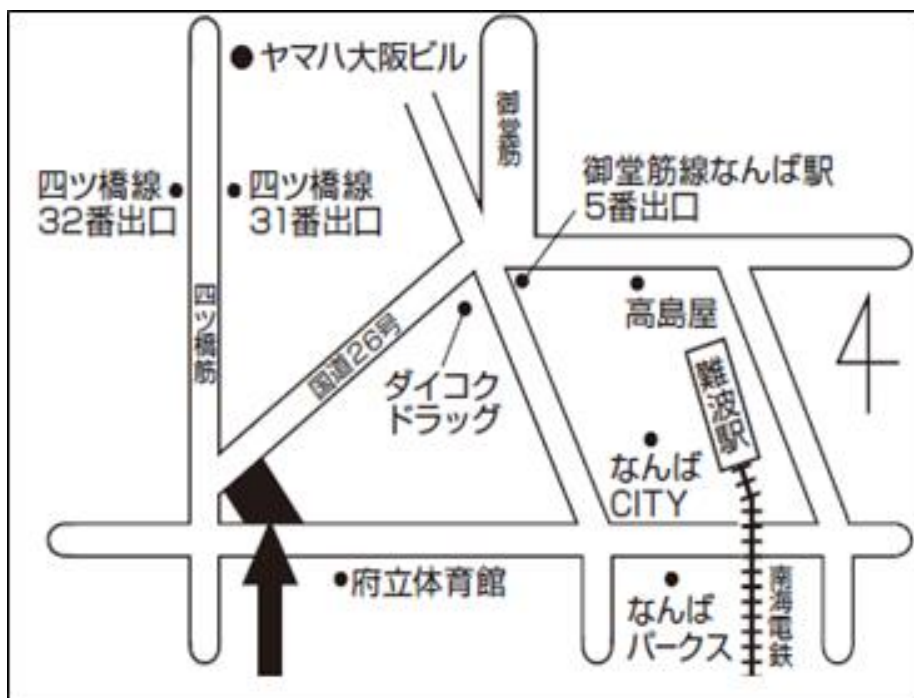 ヤマハ大阪ビル
御堂筋
四ツ橋線
32番出口
四ツ橋線
31番出口
御堂筋線なんば駅
5番出口
四ツ橋筋
国道26号
高島屋
ダイコク
ドラッグ
難波駅
なんば
CITY
府立体育館
なんば
パークス
南海電鉄